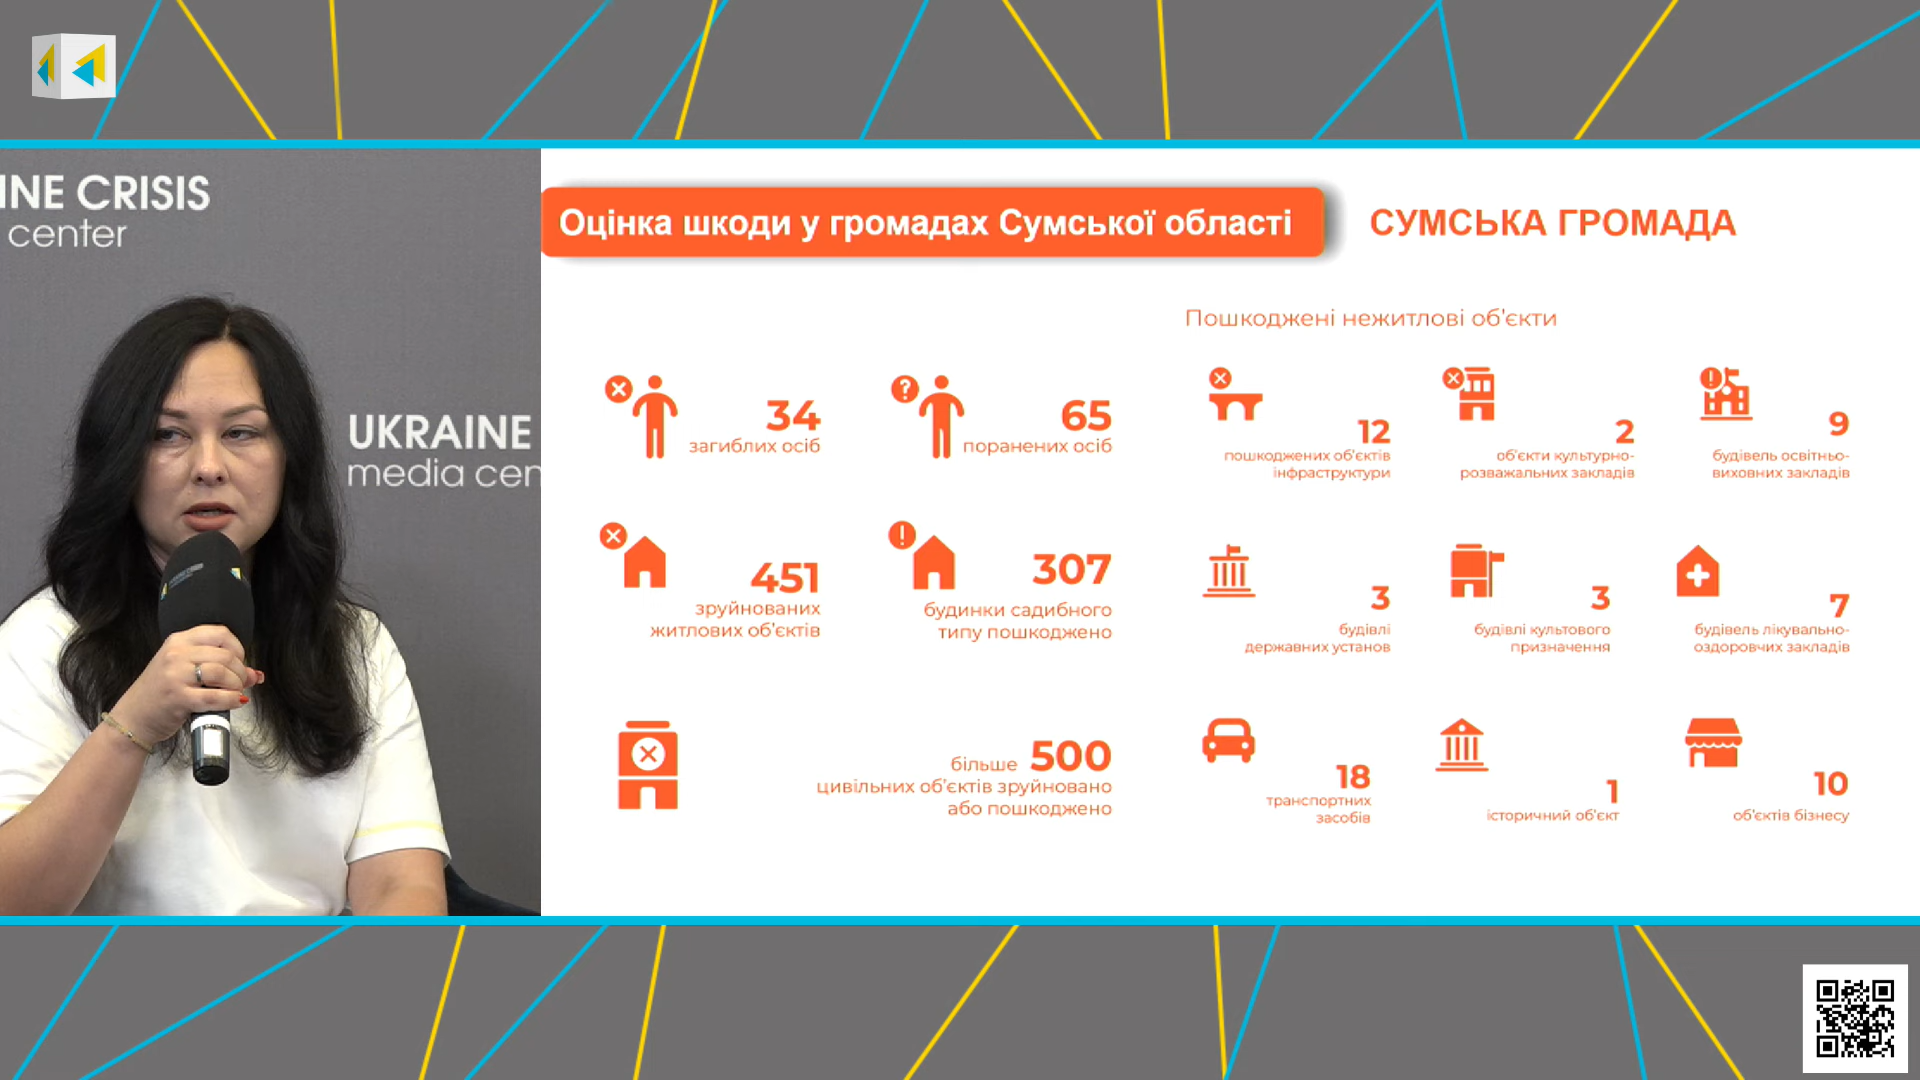 INE CRISIS
center
UKRAINE
media cen
Оцінка шкоди у громадах Сумської області
СУМСЬКА ГРОМАДА
34
загиблих осіб
65
поранених осіб
451
зруйнованих
житлових об'єктів
307
будинки садибного
типу пошкоджено
більше 500
цивільних об'єктів зруйновано
або пошкоджено
Пошкоджені нежитлові об'єкти
12
пошкоджених об'єктів
інфраструктури
2
об'єкти культурно-
розважальних закладів
9
будівель освітньо-
виховних закладів
3
будівлі
державних установ
3
будівлі культового
призначення
7
будівель лікувально-
оздоровчих закладів
18
транспортних
засобів
1
історичний об'єкт
10
об'єктів бізнесу